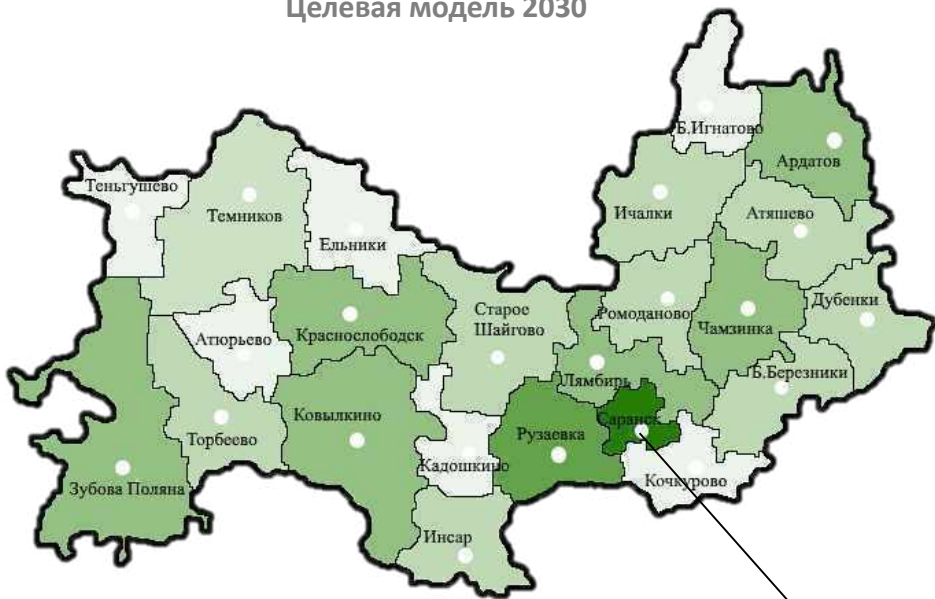 Целевая модель 2030
Б.Игнатово
Ардатов
Теньгушево
Темников
Ичалки
Атяшево
Ельники
Старое
Шайгово
Ромоданово
Дубенки
Чамзинка
Атюрьево
Краснослободск
Лямбирь
Б.Березники
Саранск
Ковылкино
Торбеево
Рузаевка
Кадошкино
Кочкурово
Зубова Поляна
Инсар